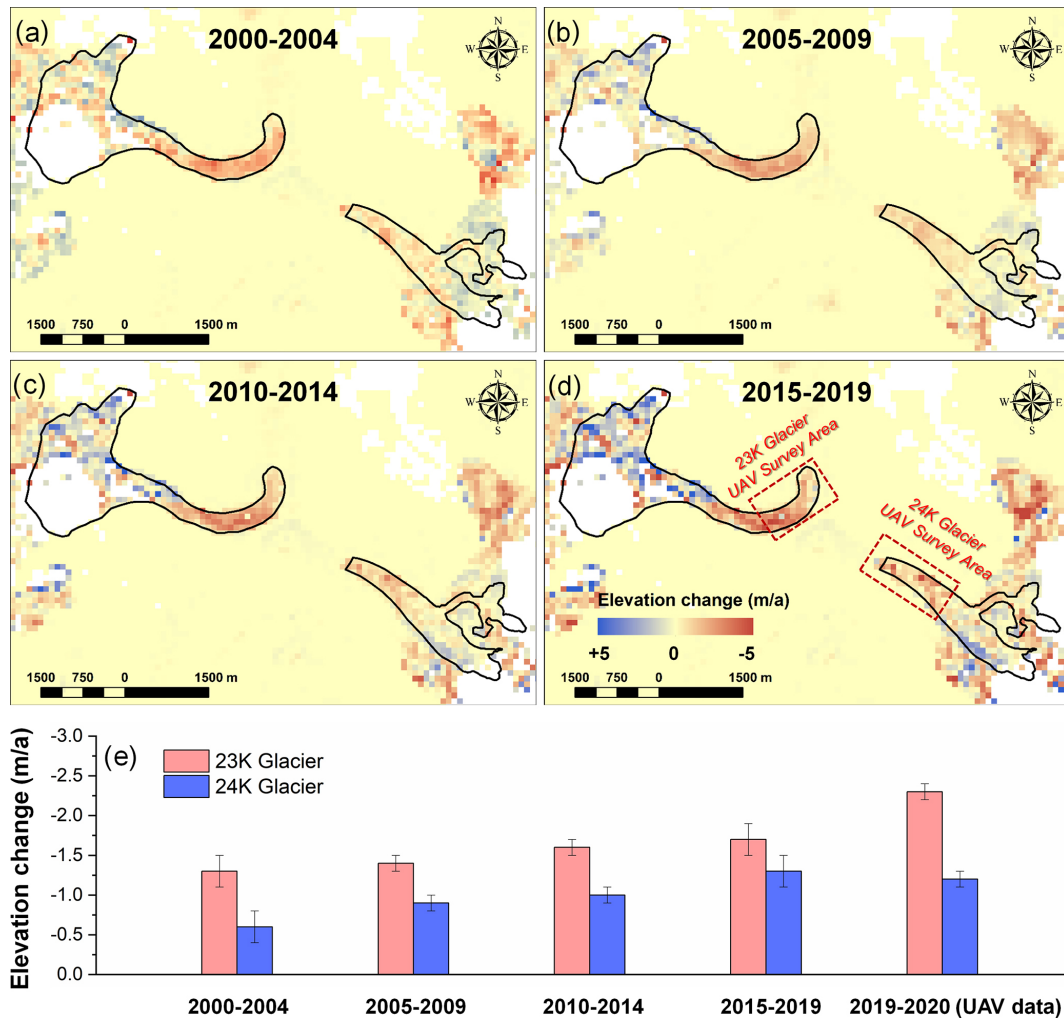 (a)
2000-2004
N
W E
S
1500 750 0 1500 m
(b)
2005-2009
N
W E
S
1500 750 0 1500 m
(c)
2010-2014
N
W E
S
1500 750 0 1500 m
(d)
2015-2019
N
W E
S
23K Glacier
UAV Survey Area
24K Glacier
UAV Survey Area
Elevation change (m/a)
+5 0 -5
1500 750 0 1500 m
(e)
23K Glacier
24K Glacier
Elevation change (m/a)
-3.0
-2.5
-2.0
-1.5
-1.0
-0.5
0.0
2000-2004 2005-2009 2010-2014 2015-2019 2019-2020 (UAV data)